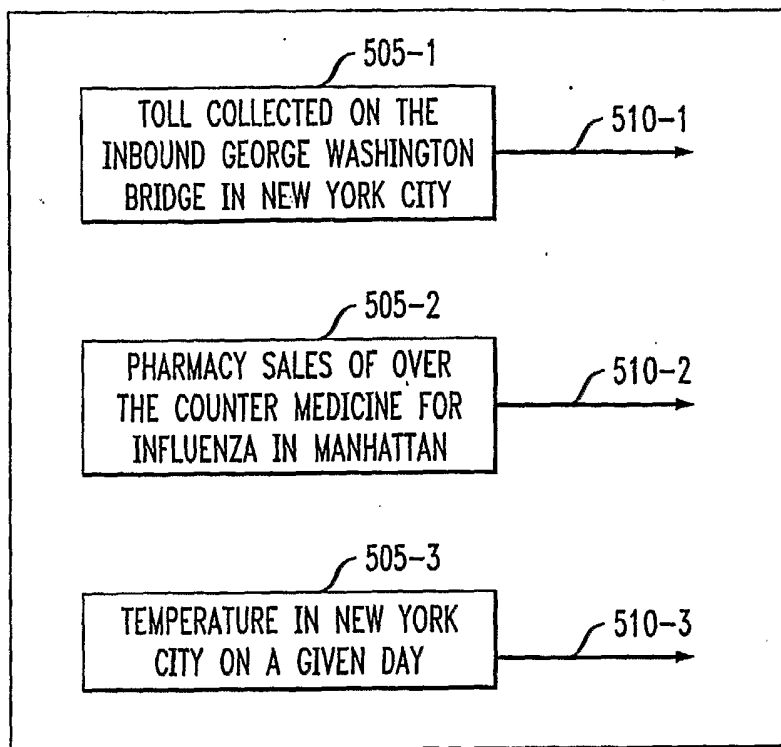 505-1
TOLL COLLECTED ON THE
INBOUND GEORGE WASHINGTON
BRIDGE IN NEW YORK CITY
510-1
505-2
PHARMACY SALES OF OVER
THE COUNTER MEDICINE FOR
INFLUENZA IN MANHATTAN
510-2
505-3
TEMPERATURE IN NEW YORK
CITY ON A GIVEN DAY
510-3